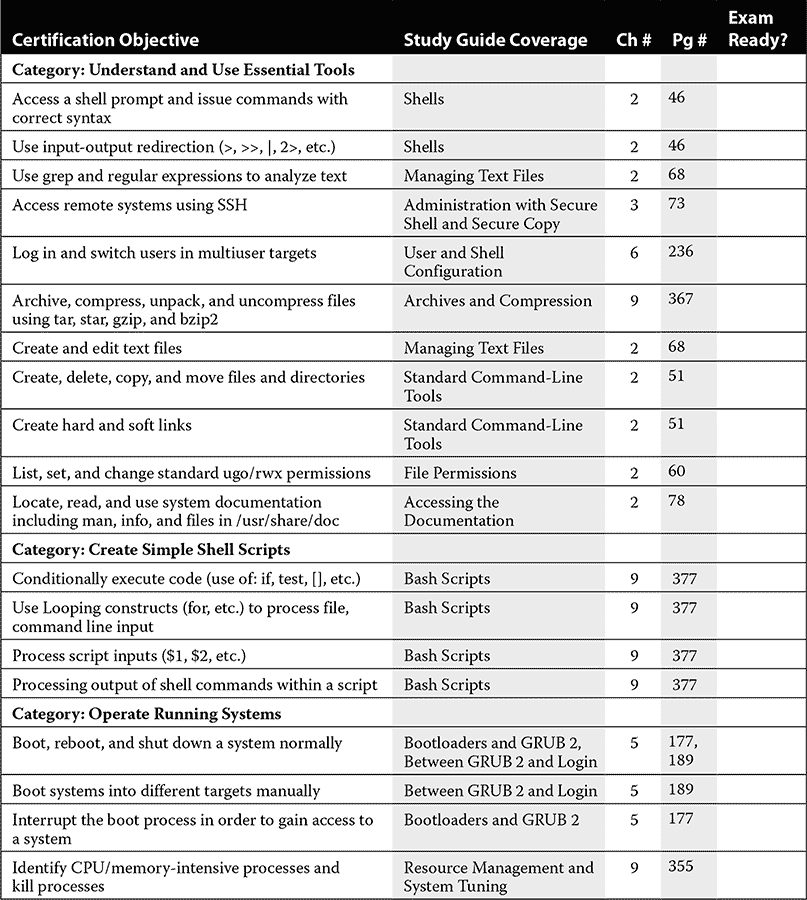 Certification Objective Study Guide Coverage Ch # Pg # Exam Ready?
Category: Understand and Use Essential Tools
Access a shell prompt and issue commands with correct syntax Shells 2 46
Use input-output redirection (>, >>, |, 2>, etc.) Shells 2 46
Use grep and regular expressions to analyze text Managing Text Files 2 68
Access remote systems using SSH Administration with Secure Shell and Secure Copy 3 73
Log in and switch users in multiuser targets User and Shell Configuration 6 236
Archive, compress, unpack, and uncompress files using tar, star, gzip, and bzip2 Archives and Compression 9 367
Create and edit text files Managing Text Files 2 68
Create, delete, copy, and move files and directories Standard Command-Line Tools 2 51
Create hard and soft links Standard Command-Line Tools 2 51
List, set, and change standard ugo/rwx permissions File Permissions 2 60
Locate, read, and use system documentation including man, info, and files in /usr/share/doc Accessing the Documentation 2 78
Category: Create Simple Shell Scripts
Conditionally execute code (use of: if, test, [], etc.) Bash Scripts 9 377
Use Looping constructs (for, etc.) to process file, command line input Bash Scripts 9 377
Process script inputs ($1, $2, etc.) Bash Scripts 9 377
Processing output of shell commands within a script Bash Scripts 9 377
Category: Operate Running Systems
Boot, reboot, and shut down a system normally Bootloaders and GRUB 2, Between GRUB 2 and Login 5 177, 189
Boot systems into different targets manually Between GRUB 2 and Login 5 189
Interrupt the boot process in order to gain access to a system Bootloaders and GRUB 2 5 177
Identify CPU/memory-intensive processes and kill processes Resource Management and System Tuning 9 355